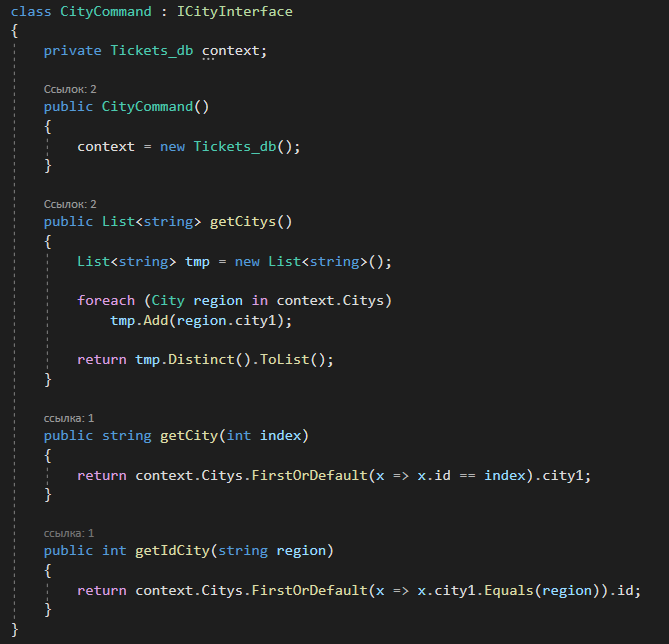 class CityCommand : ICityInterface
{
private Tickets_db context;
Ссылок: 2
public CityCommand()
{
context = new Tickets_db();
}
Ссылок: 2
public List<string> getCitys()
{
List<string> tmp = new List<string>();
foreach (City region in context.Citys)
tmp.Add(region.city1);
return tmp.Distinct().ToList();
}
ссылка: 1
public string getCity(int index)
{
return context.Citys.FirstOrDefault(x => x.id == index).city1;
}
ссылка: 1
public int getIdCity(string region)
{
return context.Citys.FirstOrDefault(x => x.city1.Equals(region)).id;
}
}